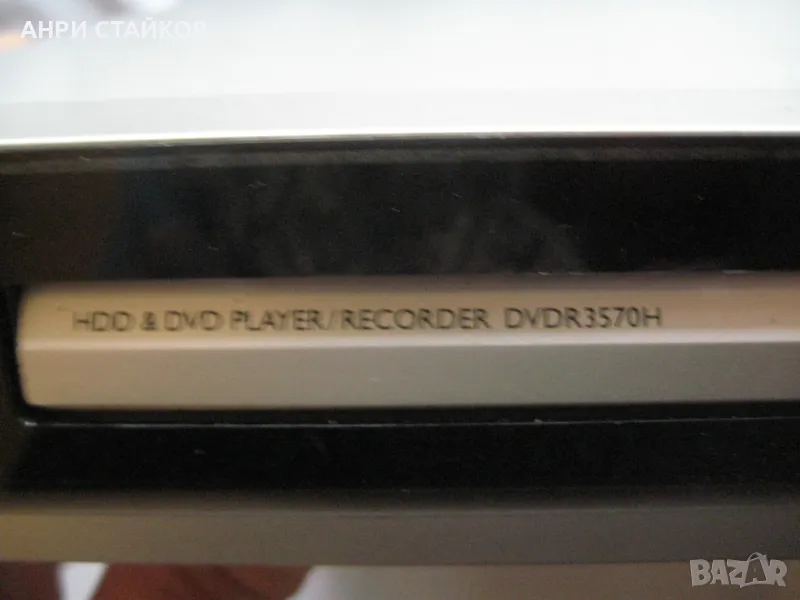 АНРИ СТАЙКОВ
HDD & DVD PLAYER/RECORDER DVDR3570H
BAZAR